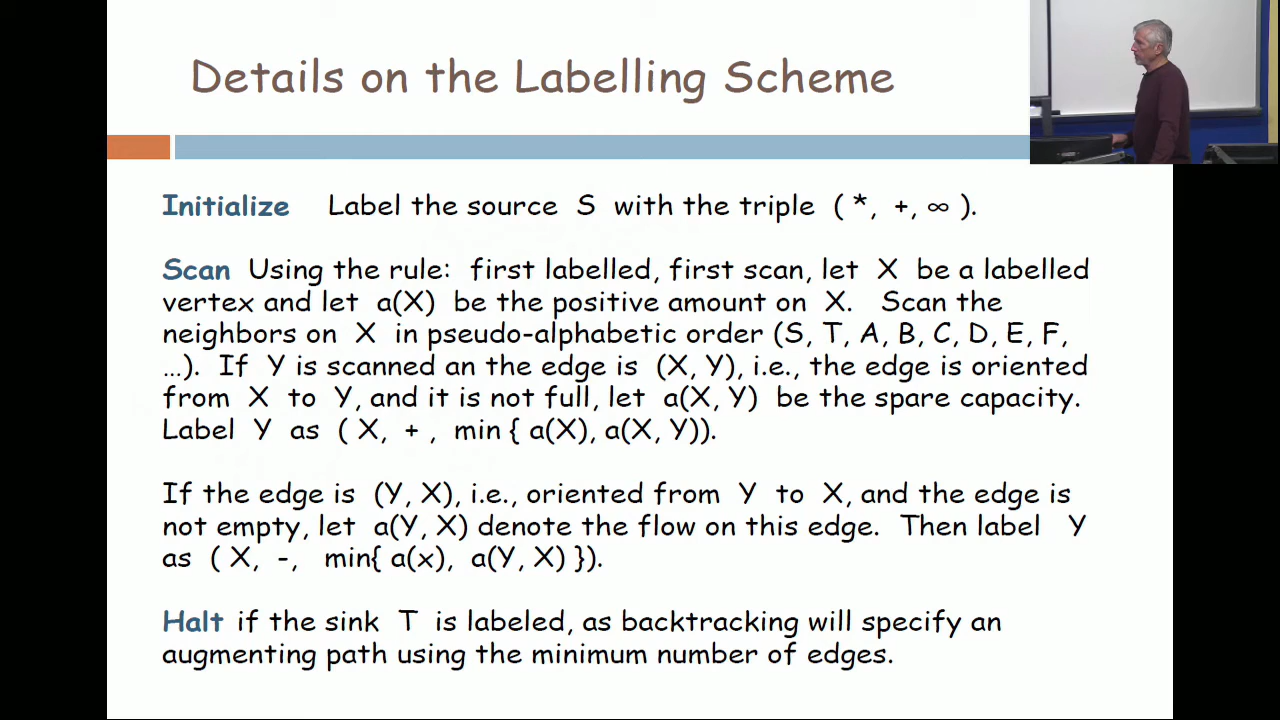 Details on the Labelling Scheme
Initialize Label the source S with the triple ( *, +, ∞ ).
Scan Using the rule: first labelled, first scan, let X be a labelled
vertex and let a(X) be the positive amount on X. Scan the
neighbors on X in pseudo-alphabetic order (S, T, A, B, C, D, E, F,
...). If Y is scanned an the edge is (X, Y), i.e., the edge is oriented
from X to Y, and it is not full, let a(X, Y) be the spare capacity.
Label Y as ( X, + , min { a(X), a(X, Y)).
If the edge is (Y, X), i.e., oriented from Y to X, and the edge is
not empty, let a(Y, X) denote the flow on this edge. Then label Y
as ( X, -, min{ a(x), a(Y, X) }).
Halt if the sink T is labeled, as backtracking will specify an
augmenting path using the minimum number of edges.